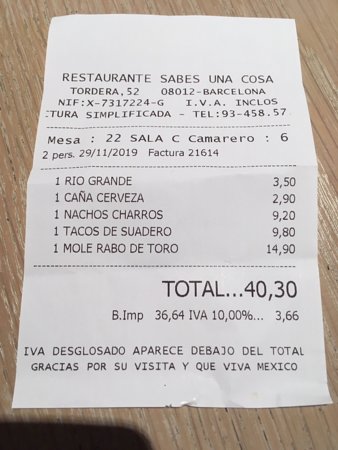 RESTAURANTE SABES UNA COSA
TORDERA,52 08012-BARCELONA
NIF:X-7317224-G I.V.A. INCLOS
CTURA SIMPLIFICADA - TEL:93-458.57
Mesa : 22 SALA C Camarero : 6
2 pers. 29/11/2019 Factura 21614
1 RIO GRANDE 3,50
1 CAÑA CERVEZA 2,90
1 NACHOS CHARROS 9,20
1 TACOS DE SUADERO 9,80
1 MOLE RABO DE TORO 14,90
TOTAL...40,30
B.Imp 36,64 IVA 10,00%... 3,66
IVA DESGLOSADO APARECE DEBAJO DEL TOTAL
GRACIAS POR SU VISITA Y QUE VIVA MEXICO